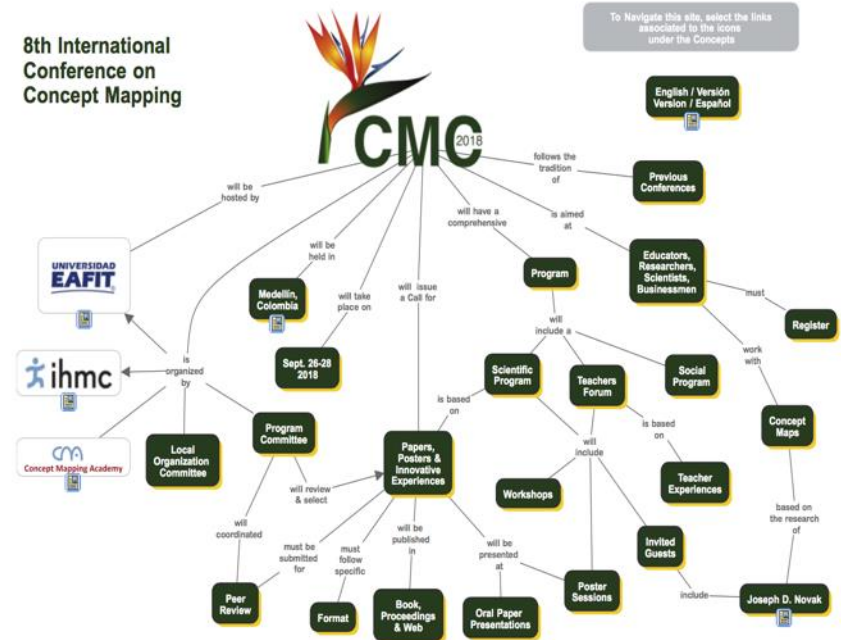 8th International
Conference on
Concept Mapping
To Navigate this site, select the links
associated to the icons
under the Concepts
English / Versión
Version / Español
CMC
2018
follows the
tradition
of
Previous
Conferences
will be
hosted by
will have a
comprehensive
is aimed
at
UNIVERSIDAD
EAFIT
will be
held in
Medellín,
Colombia
will take
place on
will issue
a Call for
Program
Educators,
Researchers,
Scientists,
Businessmen
must
Register
Sept. 26-28
2018
will
include a
work
with
ihmc
is
organized
by
Scientific
Program
Teachers
Forum
Social
Program
is based
on
Concept
Maps
CMA
Concept Mapping Academy
Local
Organization
Committee
Program
Committee
Papers,
Posters &
Innovative
Experiences
will
include
is based
on
Teacher
Experiences
will review
& select
Workshops
based on
the research
of
will
coordinated
must be
submitted
for
must
follow
specific
will be
published
in
will be
presented
at
Invited
Guests
Peer
Review
Format
Book,
Proceedings
& Web
Oral Paper
Presentations
Poster
Sessions
include
Joseph D. Novak